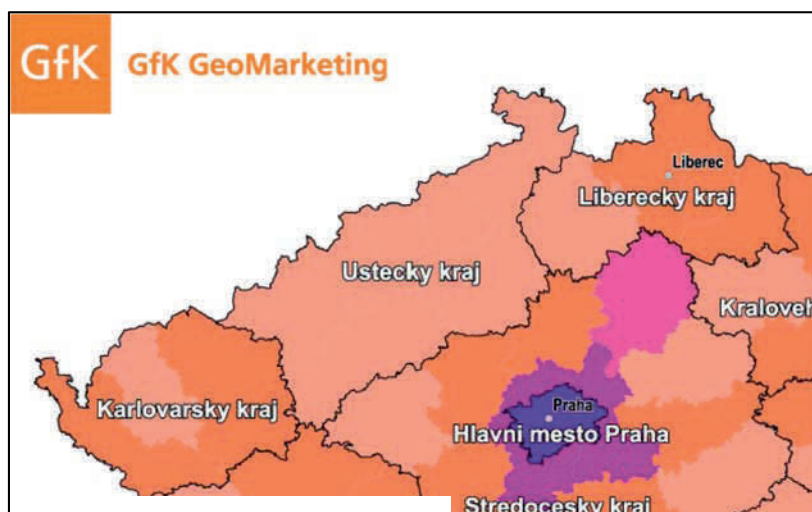 GfK GfK GeoMarketing
Liberec
Liberecky kraj
Ustecky kraj
Kraloveh
Karlovarsky kraj
Praha
Hlavni mesto Praha
Stredocesky kraj